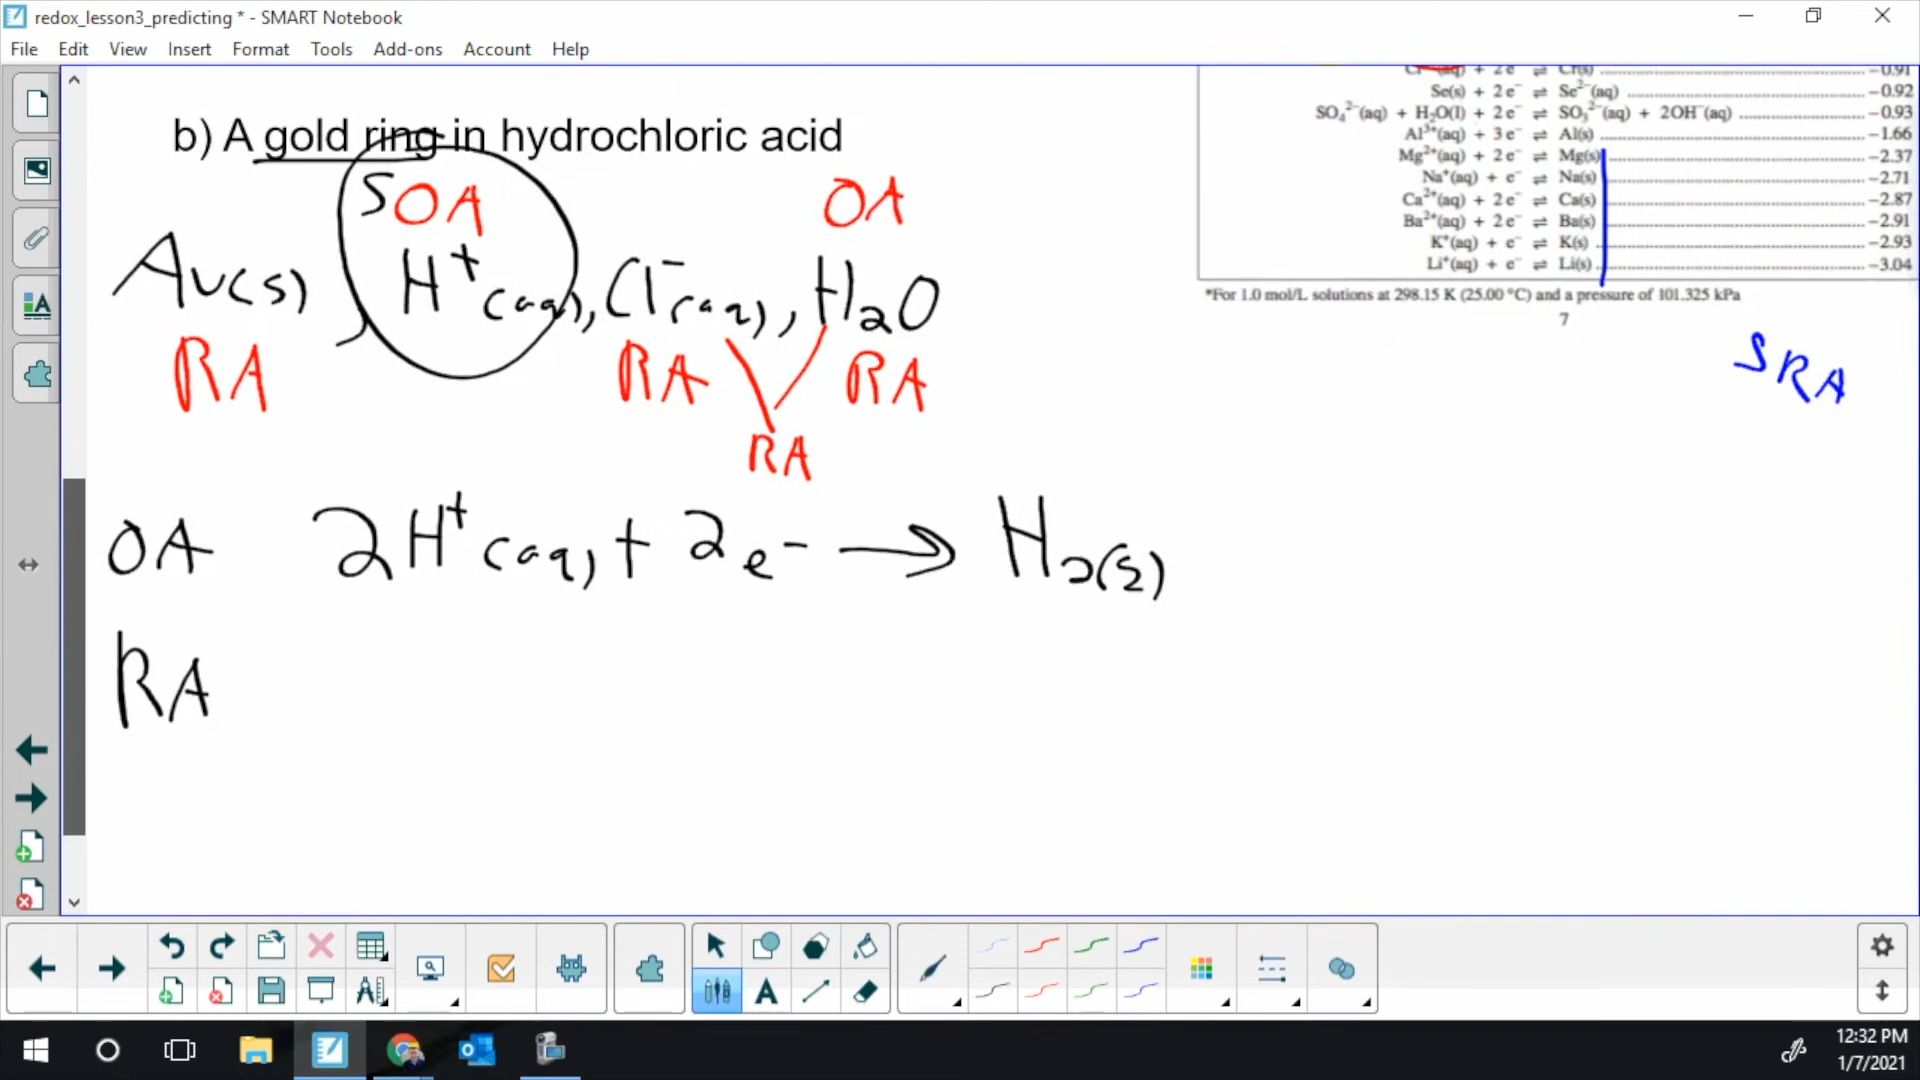 redox_lesson3_predicting * - SMART Notebook
File Edit View Insert Format Tools Add-ons Account Help
b) A gold ring in hydrochloric acid
SOA OA
Au(s), H⁺(aq), Cl⁻(aq), H₂O
RA RA RA
RA
OA 2H⁺(aq) + 2e⁻ → H₂(g)
RA
(aq) + 2 e⁻ ⇌ Cr(s) −0.91
Se(s) + 2 e⁻ ⇌ Se²⁻(aq) −0.92
SO₄²⁻(aq) + H₂O(l) + 2 e⁻ ⇌ SO₃²⁻(aq) + 2OH⁻(aq) −0.93
Al³⁺(aq) + 3 e⁻ ⇌ Al(s) −1.66
Mg²⁺(aq) + 2 e⁻ ⇌ Mg(s) −2.37
Na⁺(aq) + e⁻ ⇌ Na(s) −2.71
Ca²⁺(aq) + 2 e⁻ ⇌ Ca(s) −2.87
Ba²⁺(aq) + 2 e⁻ ⇌ Ba(s) −2.91
K⁺(aq) + e⁻ ⇌ K(s) −2.93
Li⁺(aq) + e⁻ ⇌ Li(s) −3.04
*For 1.0 mol/L solutions at 298.15 K (25.00 °C) and a pressure of 101.325 kPa
7
SRA
12:32 PM
1/7/2021